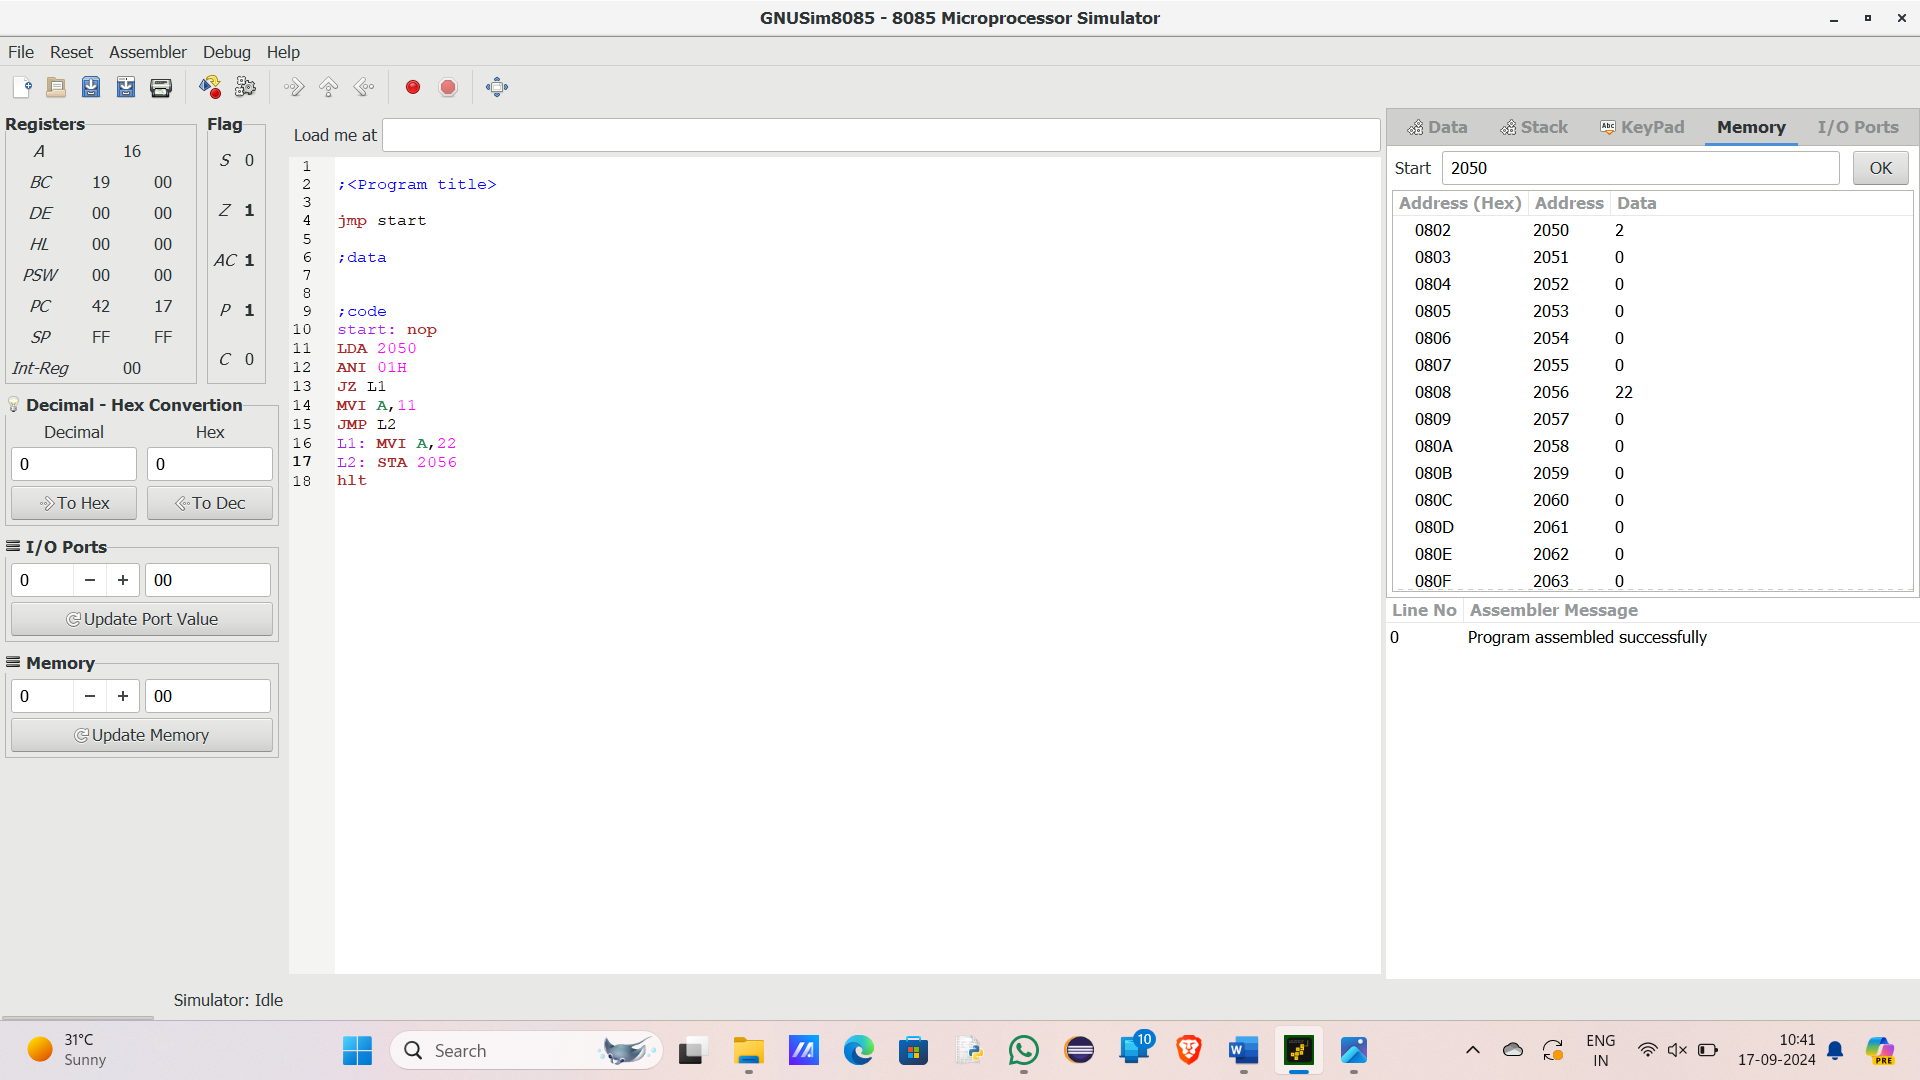 GNUSim8085 - 8085 Microprocessor Simulator
File Reset Assembler Debug Help
Registers
A 16
BC 19 00
DE 00 00
HL 00 00
PSW 00 00
PC 42 17
SP FF FF
Int-Reg 00
Flag
S 0
Z 1
AC 1
P 1
C 0
Decimal - Hex Convertion
Decimal Hex
0 0
To Hex To Dec
I/O Ports
0 − + 00
Update Port Value
Memory
0 − + 00
Update Memory
Load me at
1
2 ;<Program title>
3
4 jmp start
5
6 ;data
7
8
9 ;code
10 start: nop
11 LDA 2050
12 ANI 01H
13 JZ L1
14 MVI A,11
15 JMP L2
16 L1: MVI A,22
17 L2: STA 2056
18 hlt
Data Stack Abc KeyPad Memory I/O Ports
Start 2050 OK
Address (Hex) Address Data
0802 2050 2
0803 2051 0
0804 2052 0
0805 2053 0
0806 2054 0
0807 2055 0
0808 2056 22
0809 2057 0
080A 2058 0
080B 2059 0
080C 2060 0
080D 2061 0
080E 2062 0
080F 2063 0
Line No Assembler Message
0 Program assembled successfully
Simulator: Idle
31°C
Sunny
Search
10
ENG
IN
10:41
17-09-2024
PRE